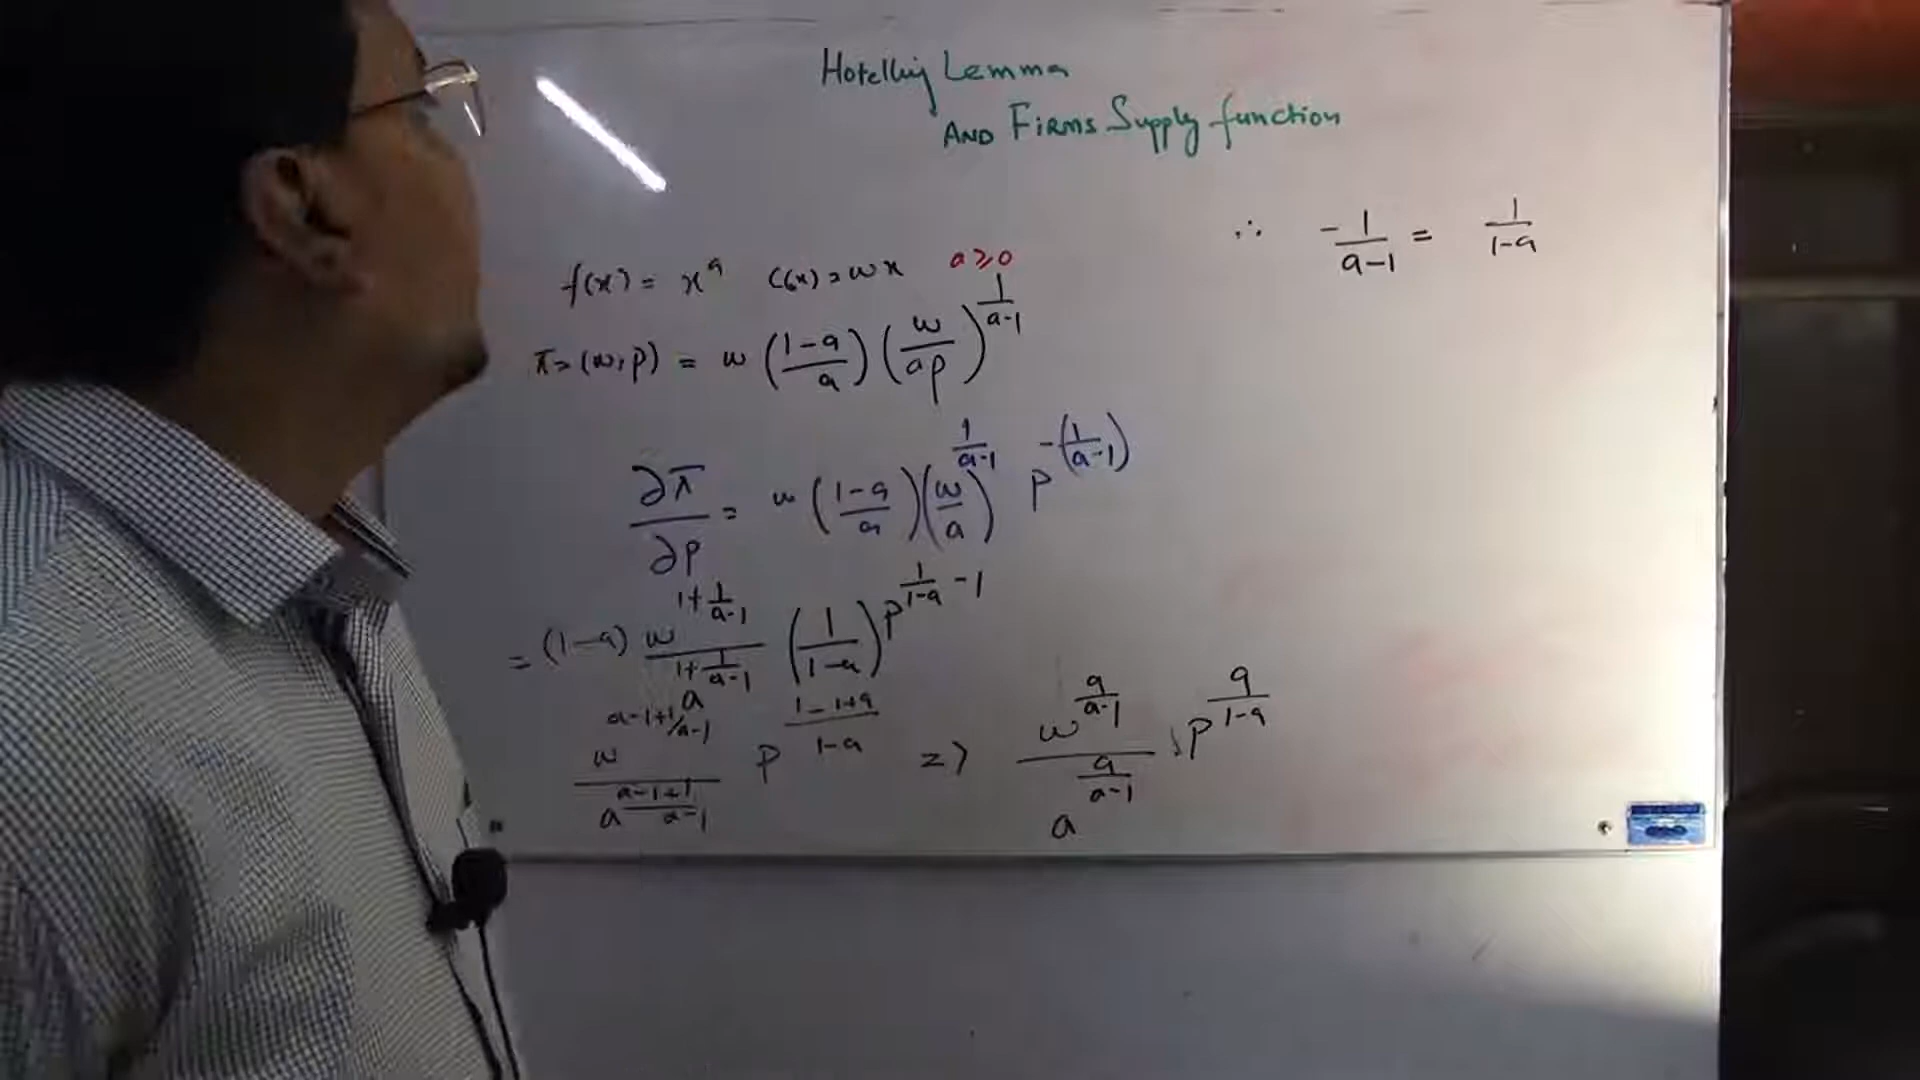 Hotelling Lemma
AND Firms Supply function
∴ -1/(a-1) = 1/(1-a)
f(x) = x^a C(x) = wx a ≥ 0
π = (w, p) = w ((1-a)/a) (w/(ap))^(1/(a-1))
∂π/∂p = w ((1-a)/a) (w/a)^(1/(a-1)) p^(-(1/(a-1)))
= (1-a) w^(1+1/(a-1)) / a^(1+1/(a-1)) (1/(1-a)) p^(1/(1-a) - 1)
w^((a-1+1)/(a-1)) / a^((a-1+1)/(a-1)) p^((1-1+a)/(1-a)) => w^(a/(a-1)) / a^(a/(a-1)) · p^(a/(1-a))